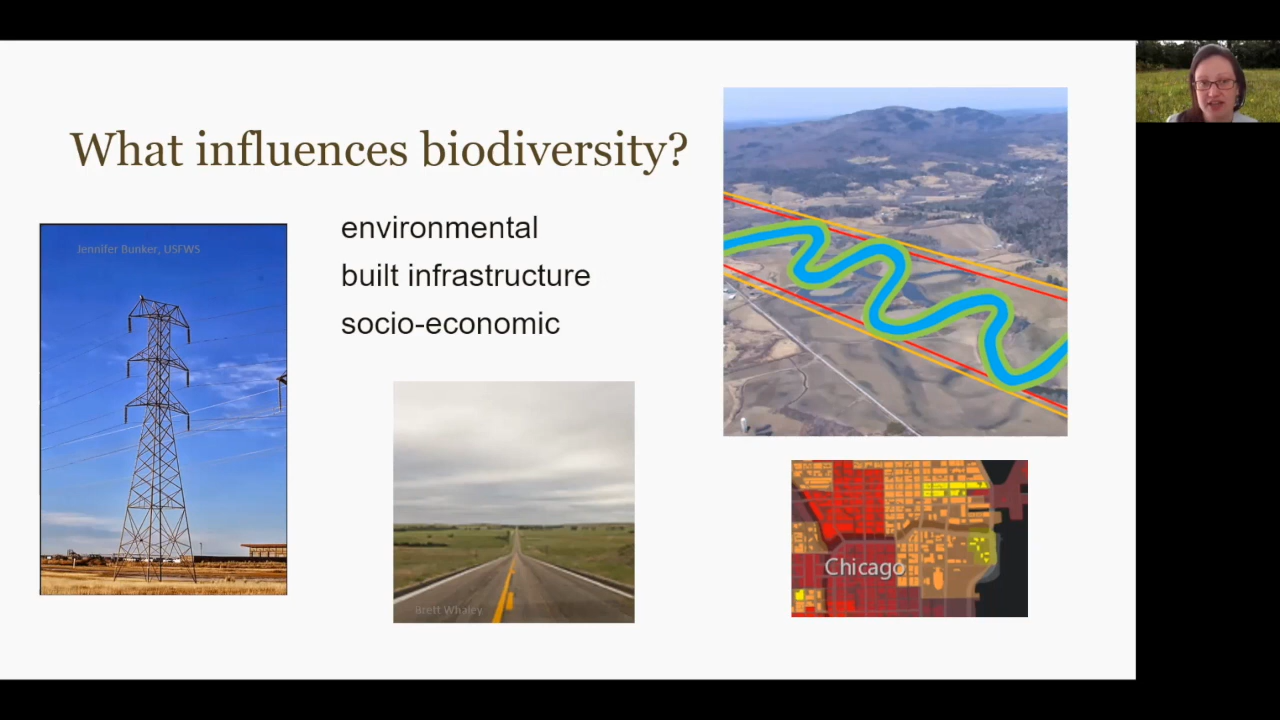 What influences biodiversity?
Jennifer Bunker, USFWS
environmental
built infrastructure
socio-economic
Brett Whaley
Chicago